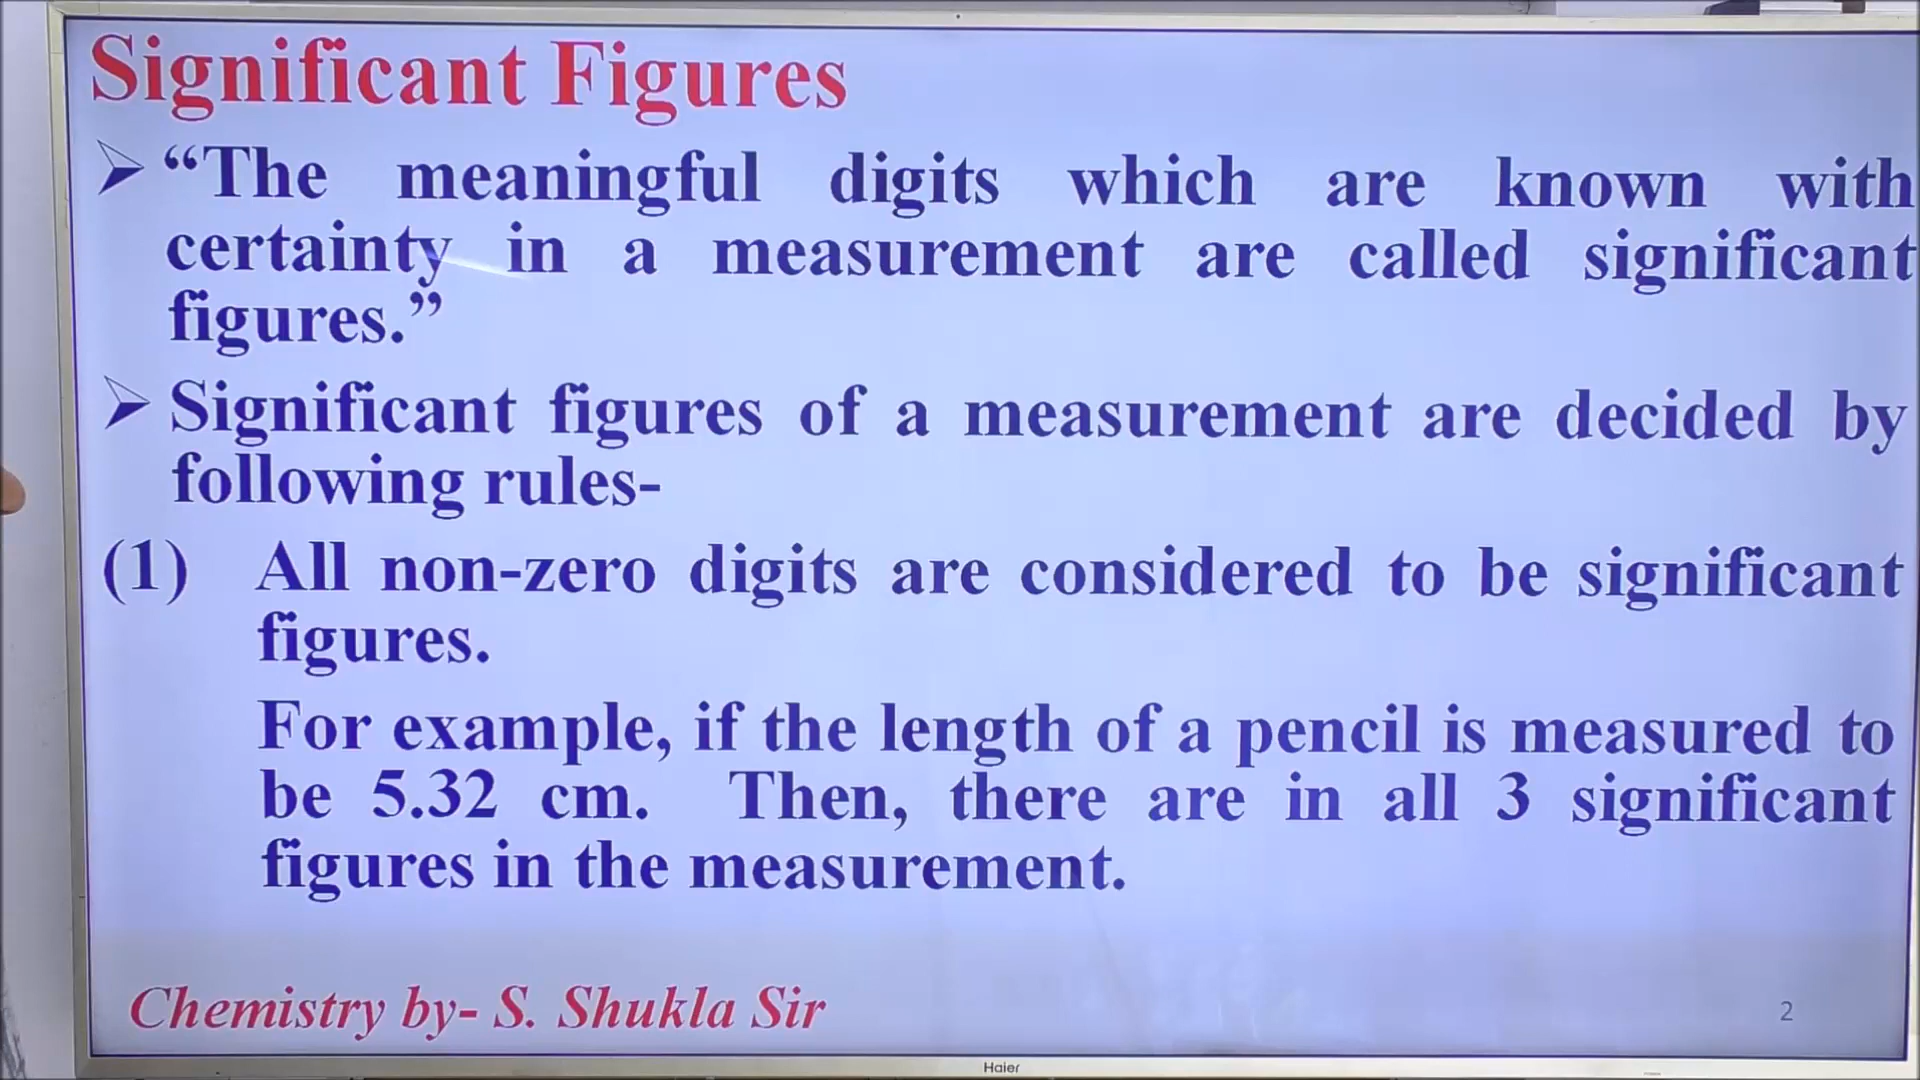 Significant Figures
➢ “The meaningful digits which are known with
certainty in a measurement are called significant
figures.”
➢ Significant figures of a measurement are decided by
following rules-
(1) All non-zero digits are considered to be significant
figures.
For example, if the length of a pencil is measured to
be 5.32 cm. Then, there are in all 3 significant
figures in the measurement.
Chemistry by- S. Shukla Sir
2
Haier